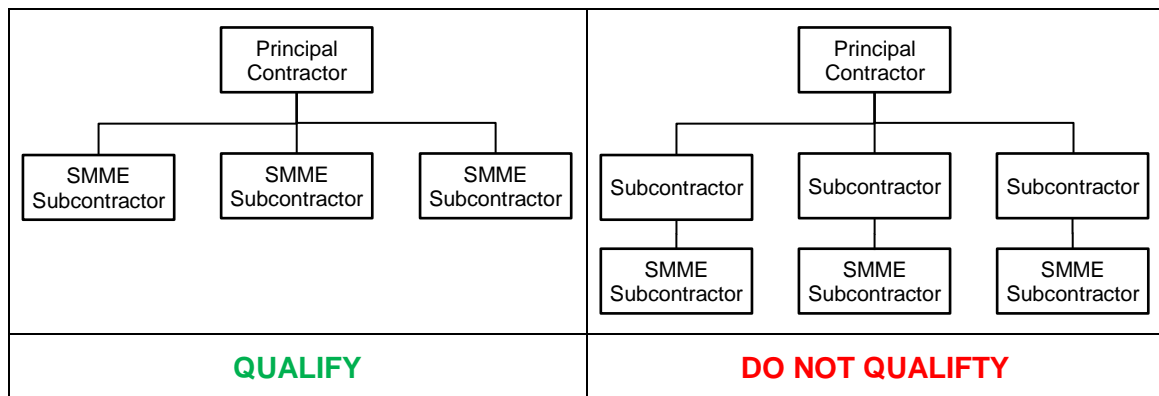 Principal
Contractor
SMME
Subcontractor
SMME
Subcontractor
SMME
Subcontractor
QUALIFY
Principal
Contractor
Subcontractor
Subcontractor
Subcontractor
SMME
Subcontractor
SMME
Subcontractor
SMME
Subcontractor
DO NOT QUALIFTY